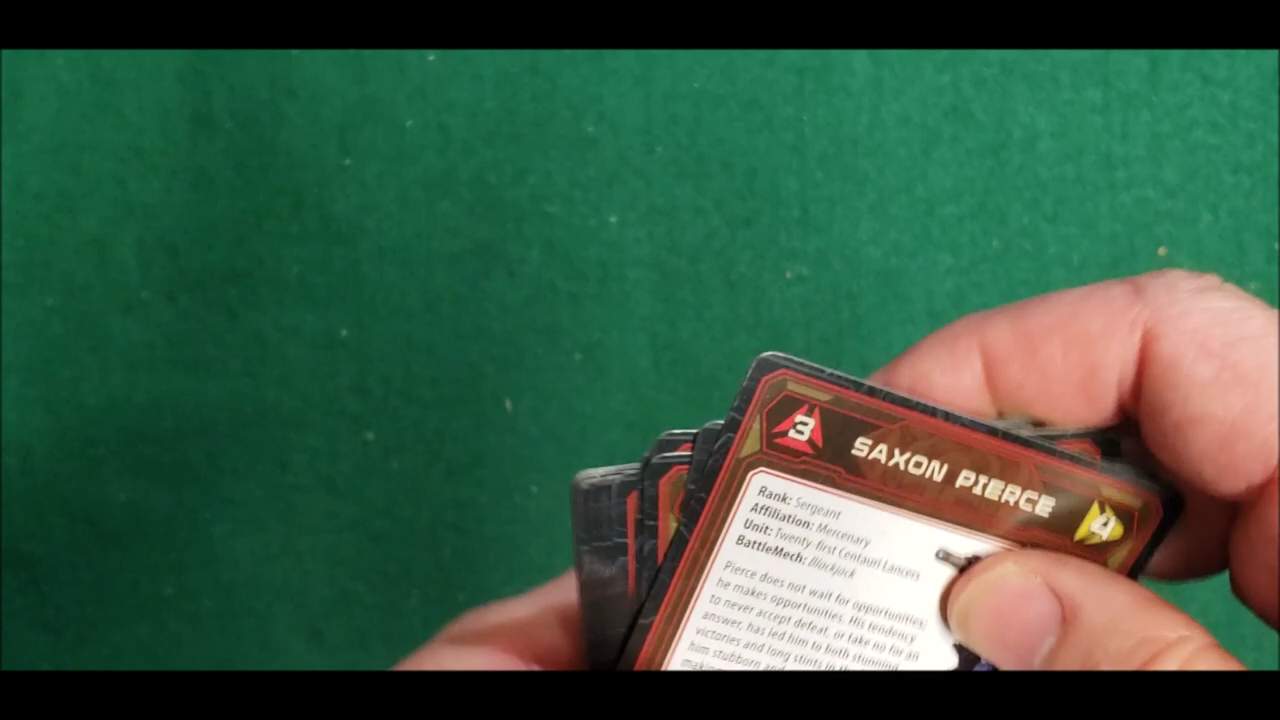 3 SAXON PIERCE 4
Rank: Sergeant
Affiliation: Mercenary
Unit: Twenty-first Centauri Lancers
BattleMech: Blackjack
Pierce does not wait for opportunities;
he makes opportunities. His tendency
to never accept defeat, or take no for an
answer, has led him to both stunning
victories and long stints in the
him stubborn and